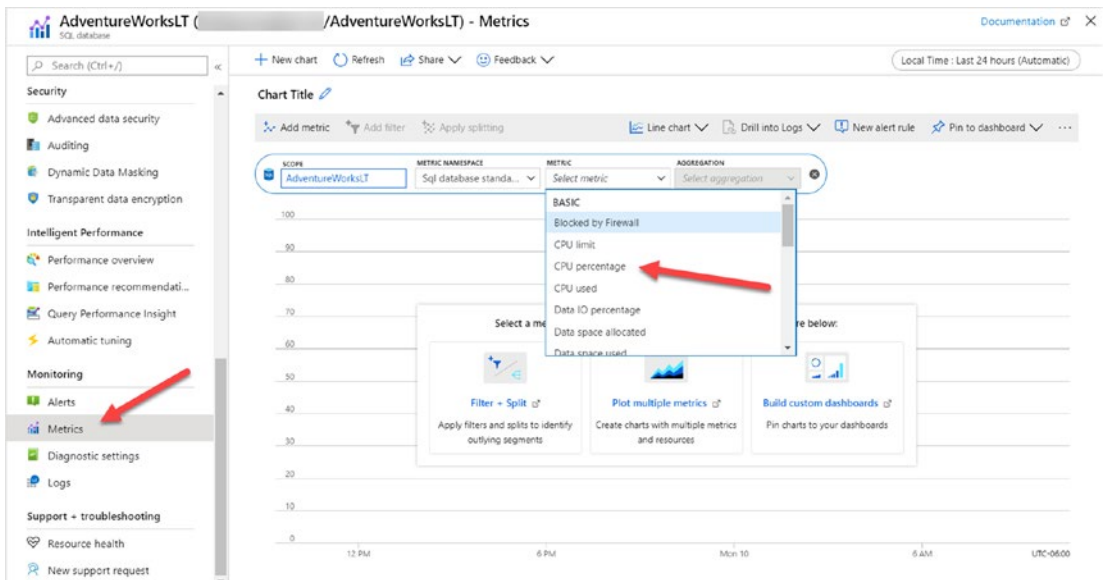 AdventureWorksLT ( /AdventureWorksLT) - Metrics
SQL database
Documentation
Search (Ctrl+/)
Security
Advanced data security
Auditing
Dynamic Data Masking
Transparent data encryption
Intelligent Performance
Performance overview
Performance recommendati...
Query Performance Insight
Automatic tuning
Monitoring
Alerts
Metrics
Diagnostic settings
Logs
Support + troubleshooting
Resource health
New support request
New chart Refresh Share Feedback
Local Time : Last 24 hours (Automatic)
Chart Title
Add metric Add filter Apply splitting Line chart Drill into Logs New alert rule Pin to dashboard ...
SCOPE METRIC NAMESPACE METRIC AGGREGATION
AdventureWorksLT Sql database standa... Select metric Select aggregation
BASIC
Blocked by Firewall
CPU limit
CPU percentage
CPU used
Data IO percentage
Data space allocated
Data space used
100
90
80
70
60
50
40
30
20
10
0
Select a me re below:
Filter + Split
Apply filters and splits to identify
outlying segments
Plot multiple metrics
Create charts with multiple metrics
and resources
Build custom dashboards
Pin charts to your dashboards
12 PM 6 PM Mon 10 6 AM UTC-06:00